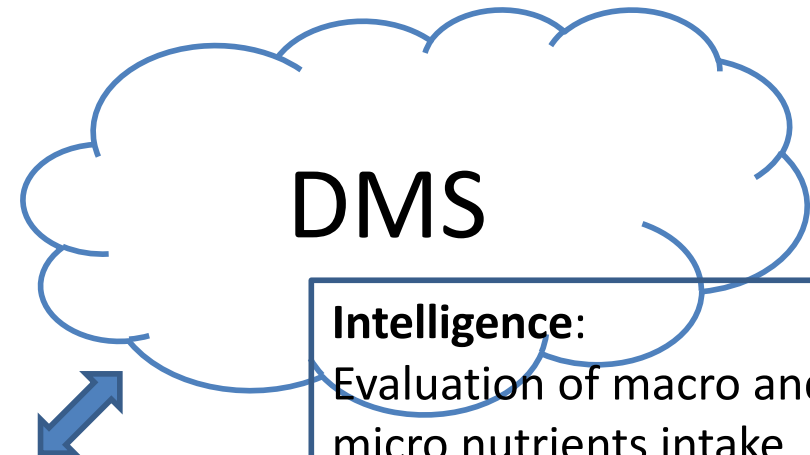 DMS
Intelligence:
Evaluation of macro and
micro nutrients intake